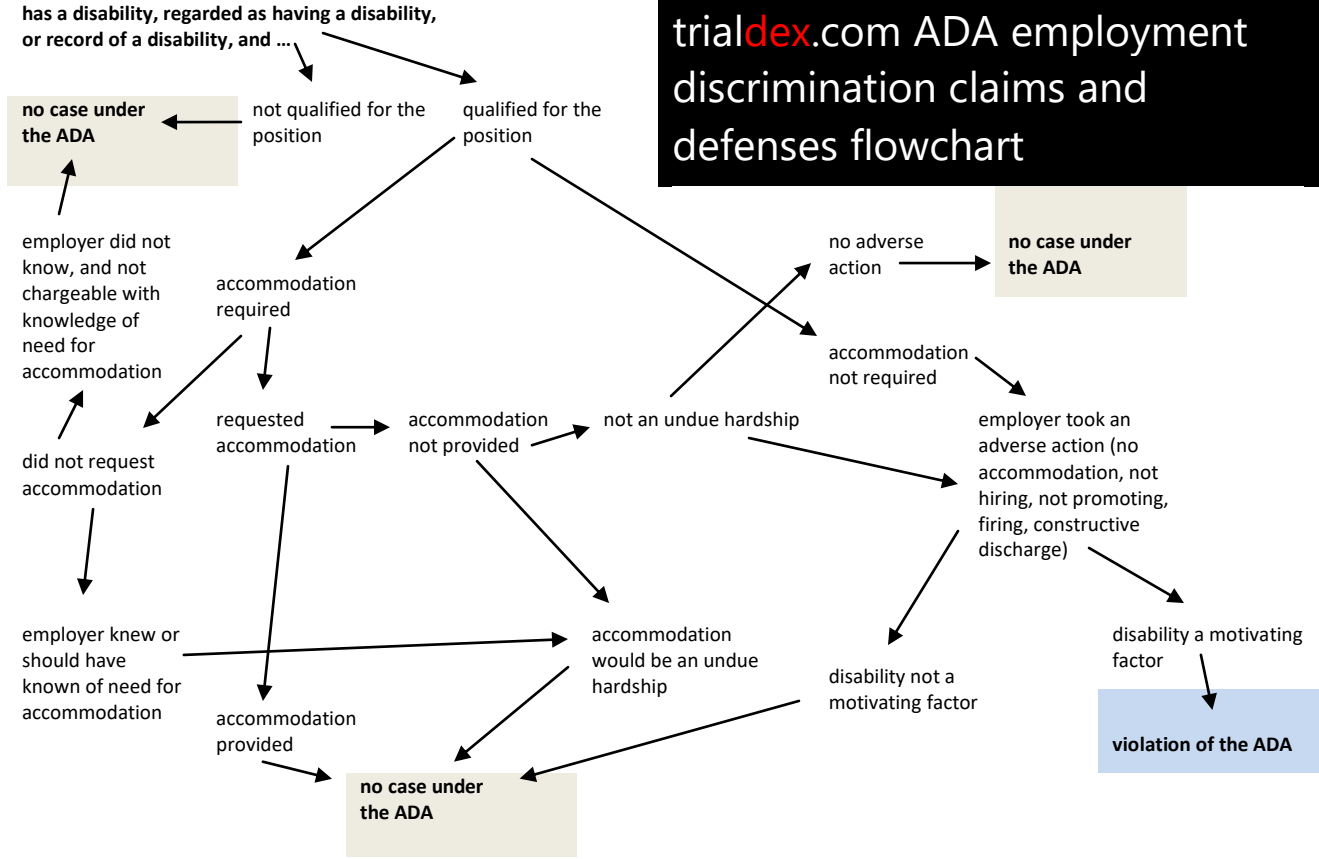 has a disability, regarded as having a disability,
or record of a disability, and …
trialdex.com ADA employment
discrimination claims and
defenses flowchart
no case under
the ADA
not qualified for the
position
qualified for the
position
employer did not
know, and not
chargeable with
knowledge of
need for
accommodation
accommodation
required
no adverse
action
no case under
the ADA
accommodation
not required
did not request
accommodation
requested
accommodation
accommodation
not provided
not an undue hardship
employer took an
adverse action (no
accommodation, not
hiring, not promoting,
firing, constructive
discharge)
employer knew or
should have
known of need for
accommodation
accommodation
provided
accommodation
would be an undue
hardship
disability not a
motivating factor
disability a motivating
factor
violation of the ADA
no case under
the ADA